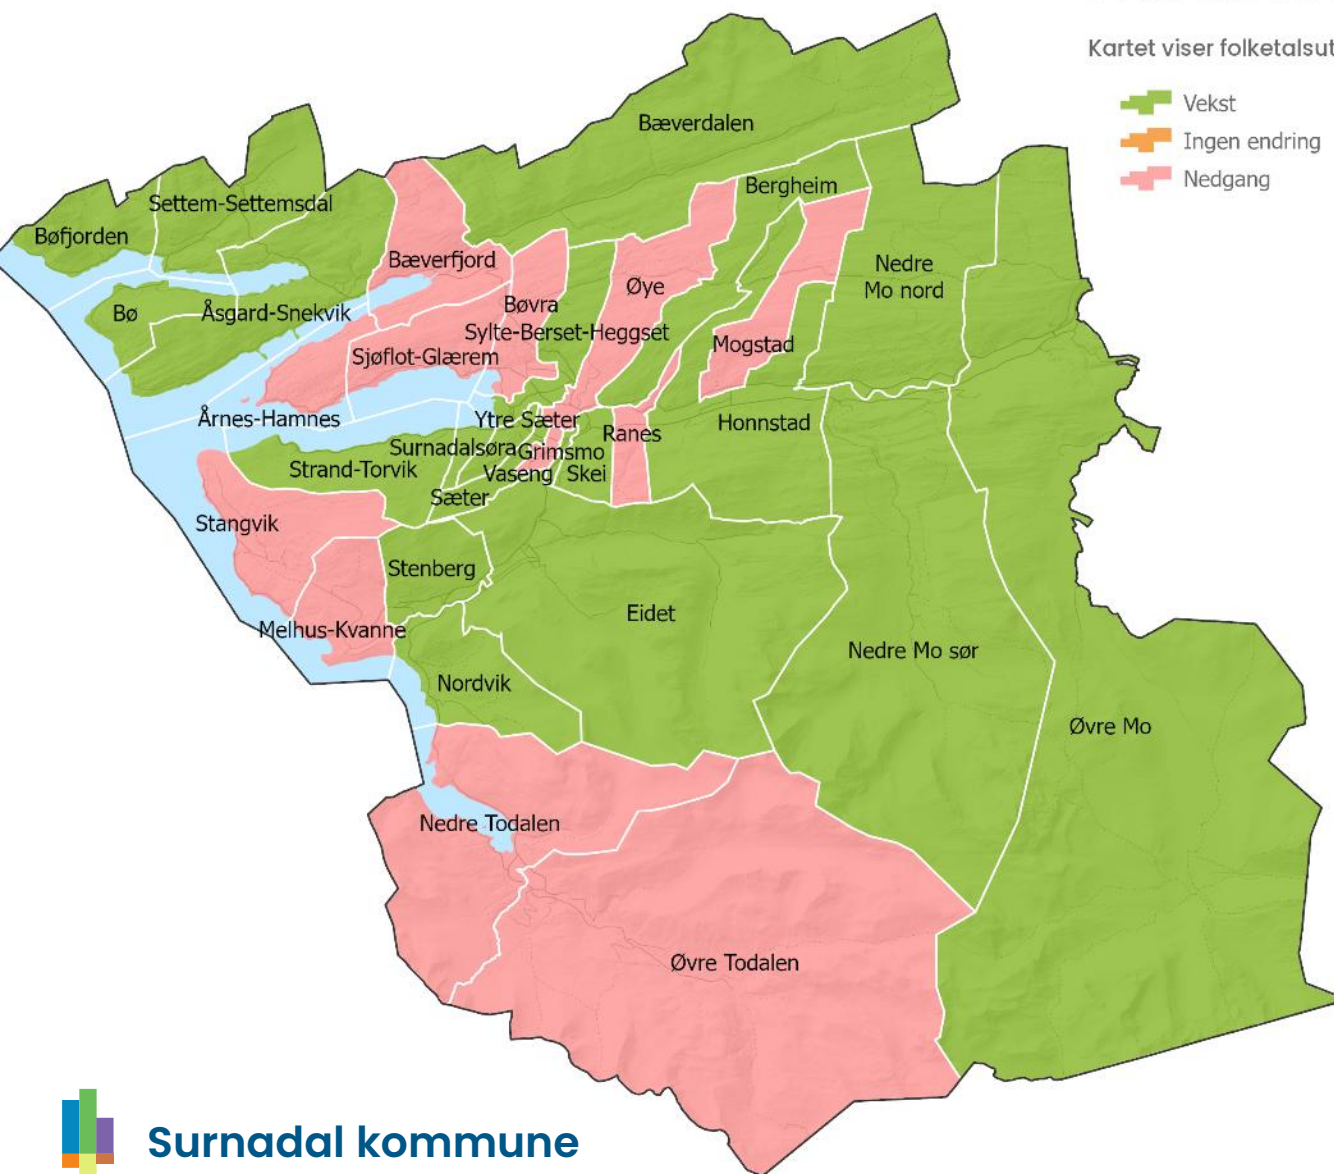 Kartet viser folketalsut
Vekst
Ingen endring
Nedgang
Bæverdalen
Bergheim
Settem-Settemsdal
Bøfjorden
Bæverfjord
Nedre
Mo nord
Øye
Bø
Åsgard-Snekvik
Bøvra
Sylte-Berset-Heggset
Mogstad
Sjøflot-Glærem
Årnes-Hamnes
Ytre Sæter
Honnstad
Ranes
Surnadalsøra
Grimsmo
Strand-Torvik
Vaseng
Skei
Sæter
Stangvik
Stenberg
Eidet
Melhus-Kvanne
Nedre Mo sør
Nordvik
Øvre Mo
Nedre Todalen
Øvre Todalen
Surnadal kommune